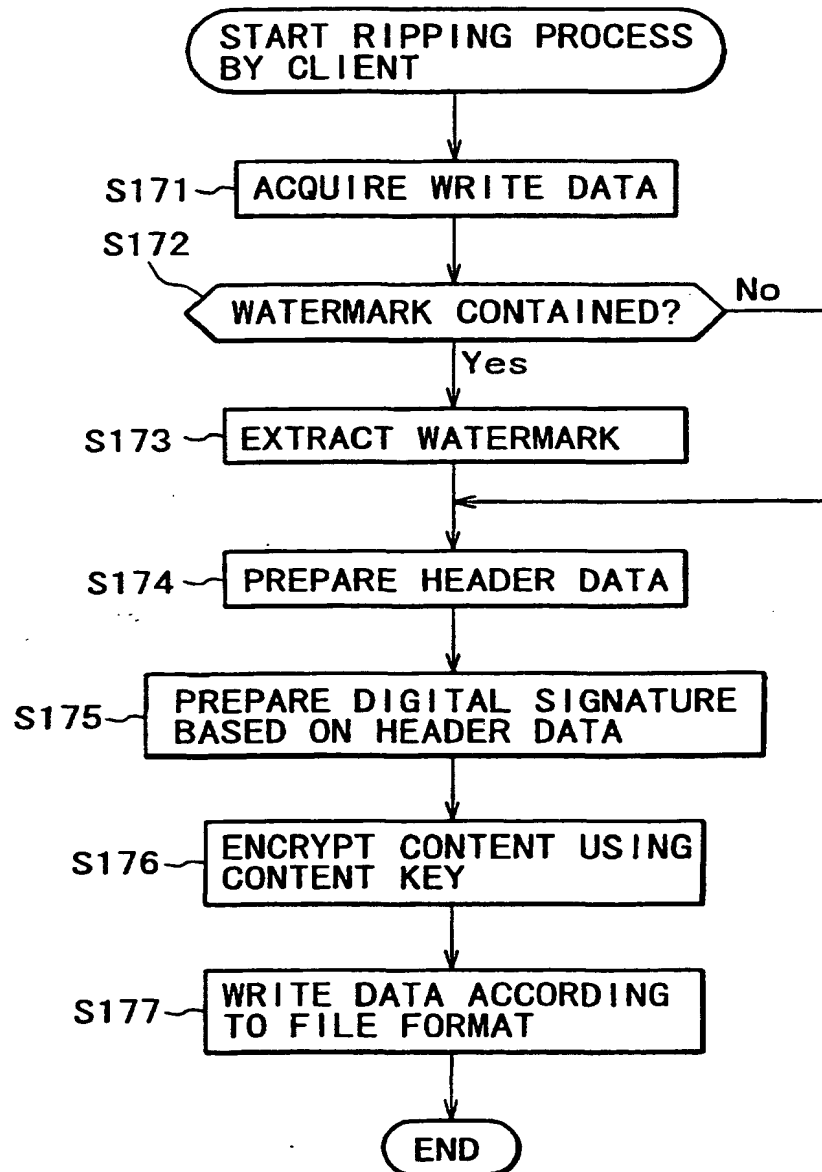 START RIPPING PROCESS
BY CLIENT
S171
ACQUIRE WRITE DATA
S172
WATERMARK CONTAINED?
No
Yes
S173
EXTRACT WATERMARK
S174
PREPARE HEADER DATA
S175
PREPARE DIGITAL SIGNATURE
BASED ON HEADER DATA
S176
ENCRYPT CONTENT USING
CONTENT KEY
S177
WRITE DATA ACCORDING
TO FILE FORMAT
END